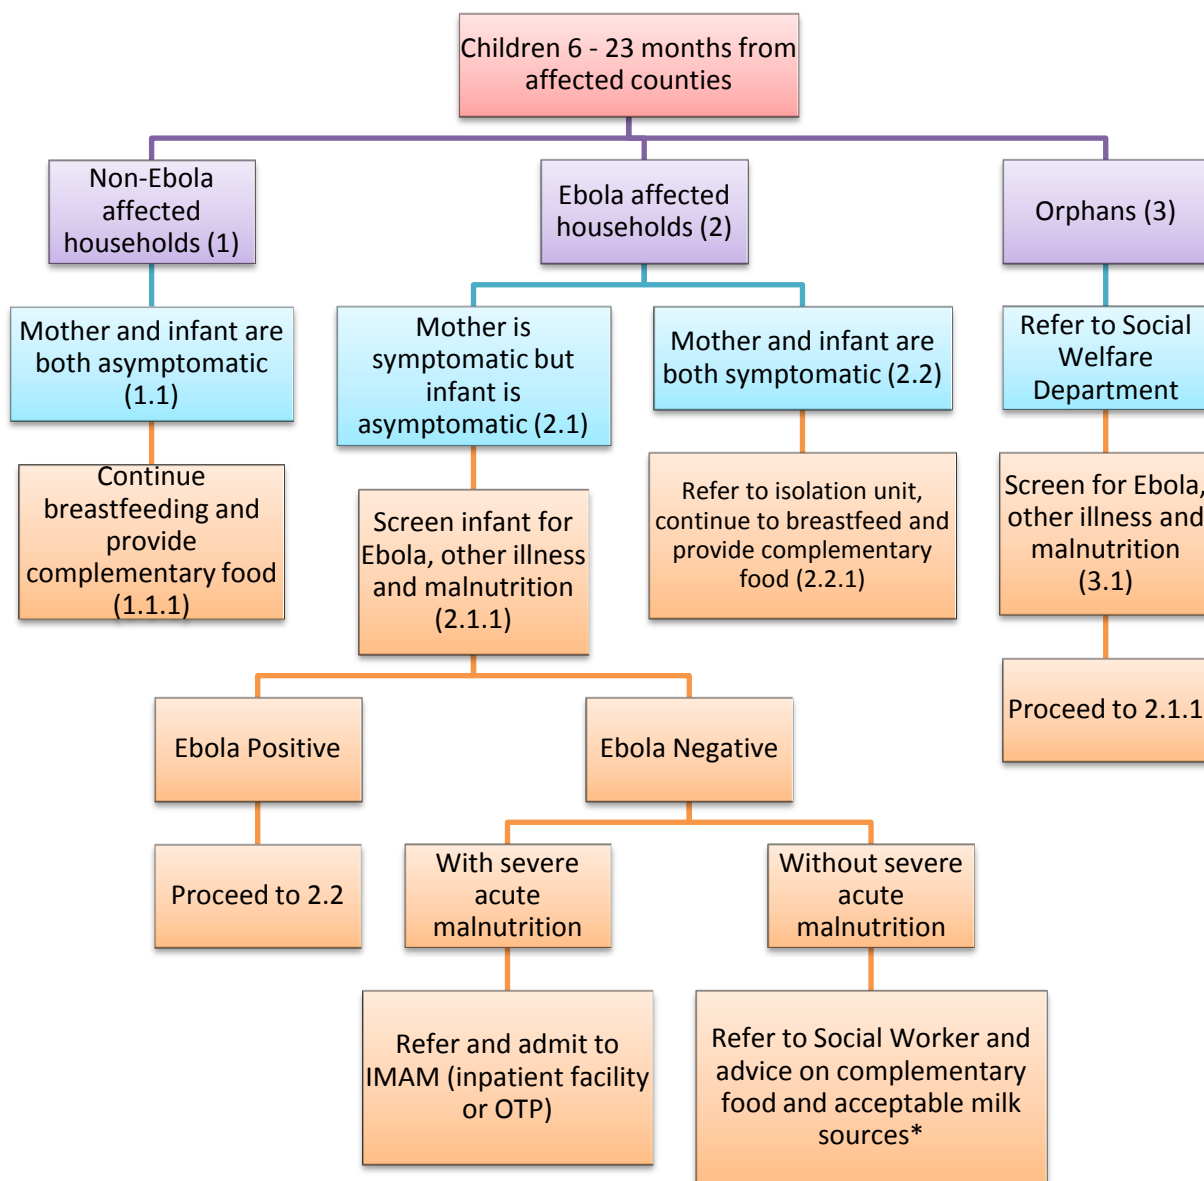 Children 6 - 23 months from
affected counties
Non-Ebola
affected
households (1)
Ebola affected
households (2)
Orphans (3)
Mother and infant are
both asymptomatic
(1.1)
Mother is
symptomatic but
infant is
asymptomatic (2.1)
Mother and infant are
both symptomatic (2.2)
Refer to Social
Welfare
Department
Continue
breastfeeding and
provide
complementary food
(1.1.1)
Screen infant for
Ebola, other illness
and malnutrition
(2.1.1)
Refer to isolation unit,
continue to breastfeed and
provide complementary
food (2.2.1)
Screen for Ebola,
other illness and
malnutrition
(3.1)
Ebola Positive
Ebola Negative
Proceed to 2.1.1
Proceed to 2.2
With severe
acute
malnutrition
Without severe
acute
malnutrition
Refer and admit to
IMAM (inpatient facility
or OTP)
Refer to Social Worker and
advice on complementary
food and acceptable milk
sources*